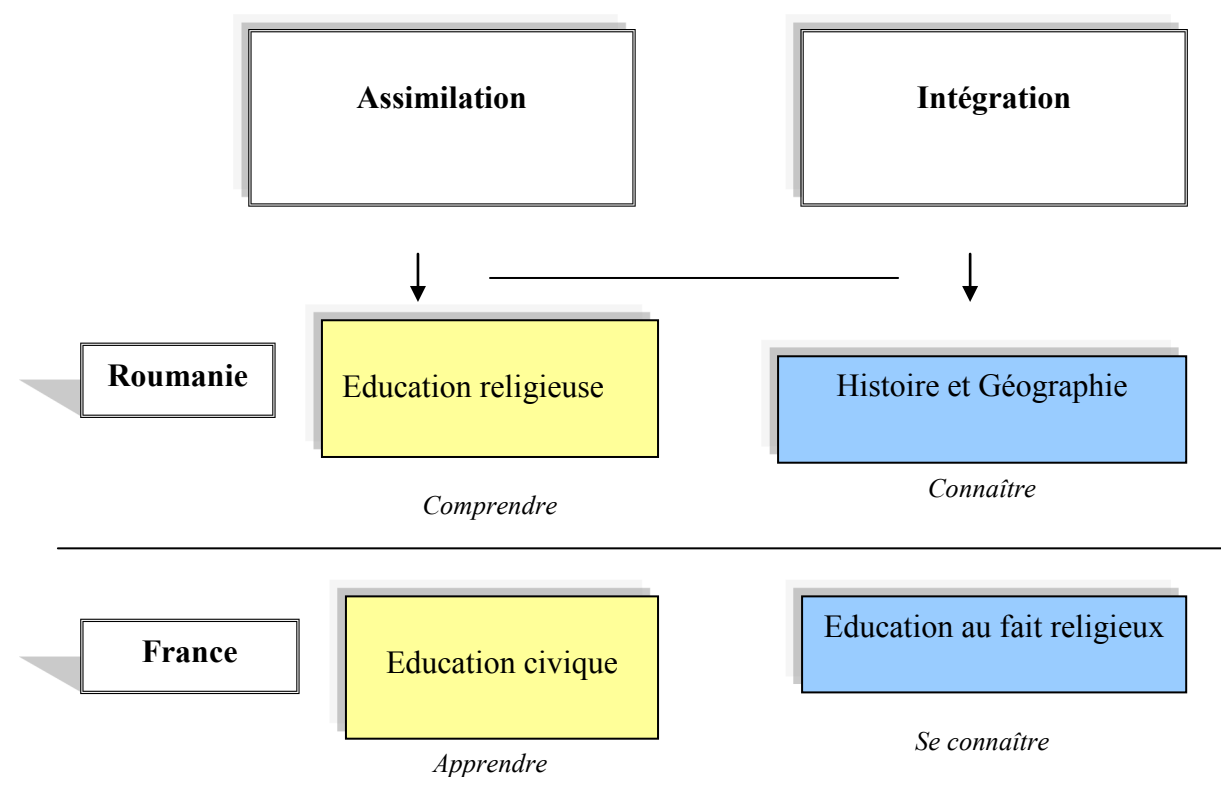 Assimilation
Intégration
Roumanie
Education religieuse
Histoire et Géographie
Comprendre
Connaître
France
Education civique
Education au fait religieux
Apprendre
Se connaître